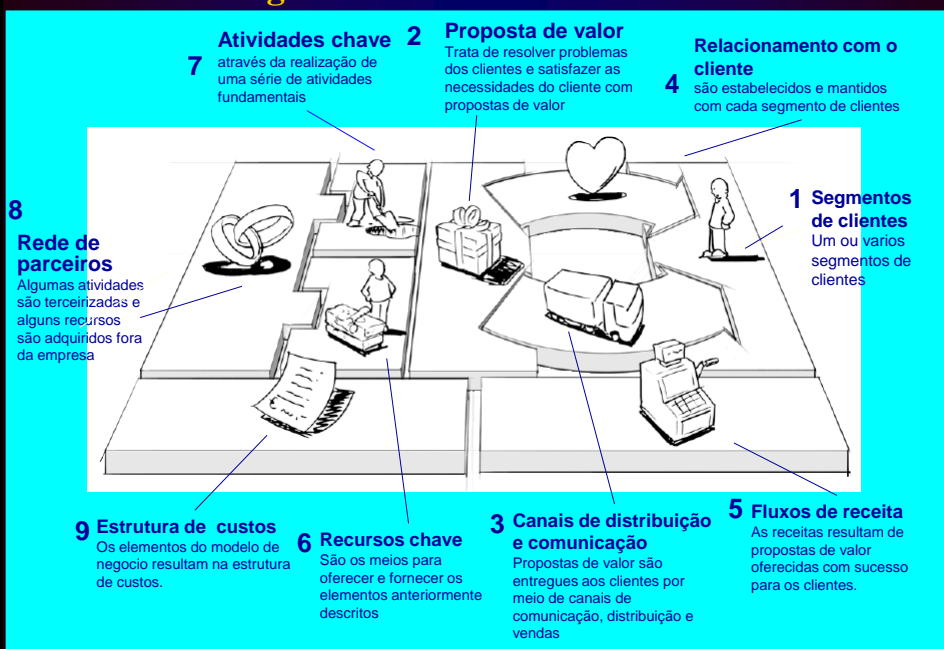 Atividades chave
7
através da realização de
uma série de atividades
fundamentais
2
Proposta de valor
Trata de resolver problemas
dos clientes e satisfazer as
necessidades do cliente com
propostas de valor
Relacionamento com o
cliente
4
são estabelecidos e mantidos
com cada segmento de clientes
1
Segmentos
de clientes
Um ou varios
segmentos de
clientes
8
Rede de
parceiros
Algumas atividades
são terceirizadas e
alguns recursos
são adquiridos fora
da empresa
9 Estrutura de custos
Os elementos do modelo de
negocio resultam na estrutura
de custos.
6 Recursos chave
São os meios para
oferecer e fornecer os
elementos anteriormente
descritos
3 Canais de distribuição
e comunicação
Propostas de valor são
entregues aos clientes por
meio de canais de
comunicação, distribuição e
vendas
5 Fluxos de receita
As receitas resultam de
propostas de valor
oferecidas com sucesso
para os clientes.